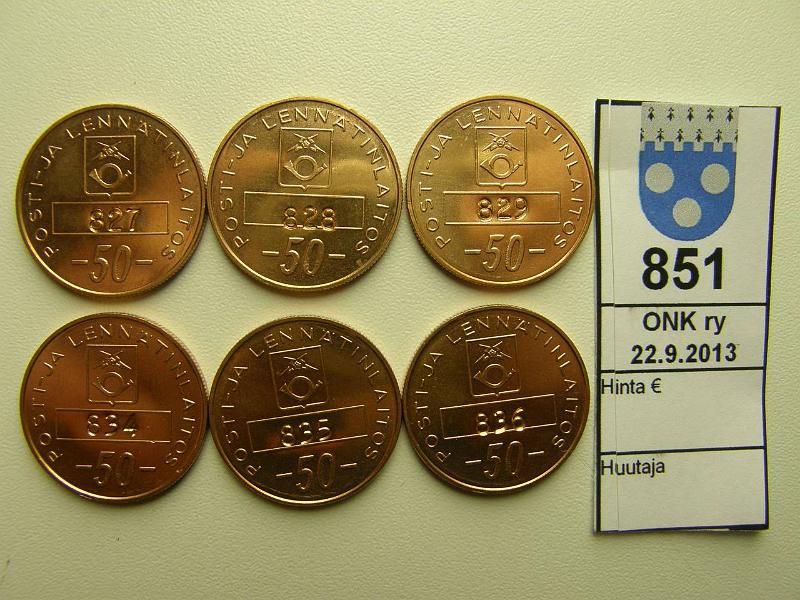 POSTI-JA LENNÄTINLAITOS
827
-50-
POSTI-JA LENNÄTINLAITOS
828
-50-
POSTI-JA LENNÄTINLAITOS
829
-50-
POSTI-JA LENNÄTINLAITOS
834
-50-
POSTI-JA LENNÄTINLAITOS
835
-50-
POSTI-JA LENNÄTINLAITOS
836
-50-
851
ONK ry
22.9.2013
Hinta €
Huutaja